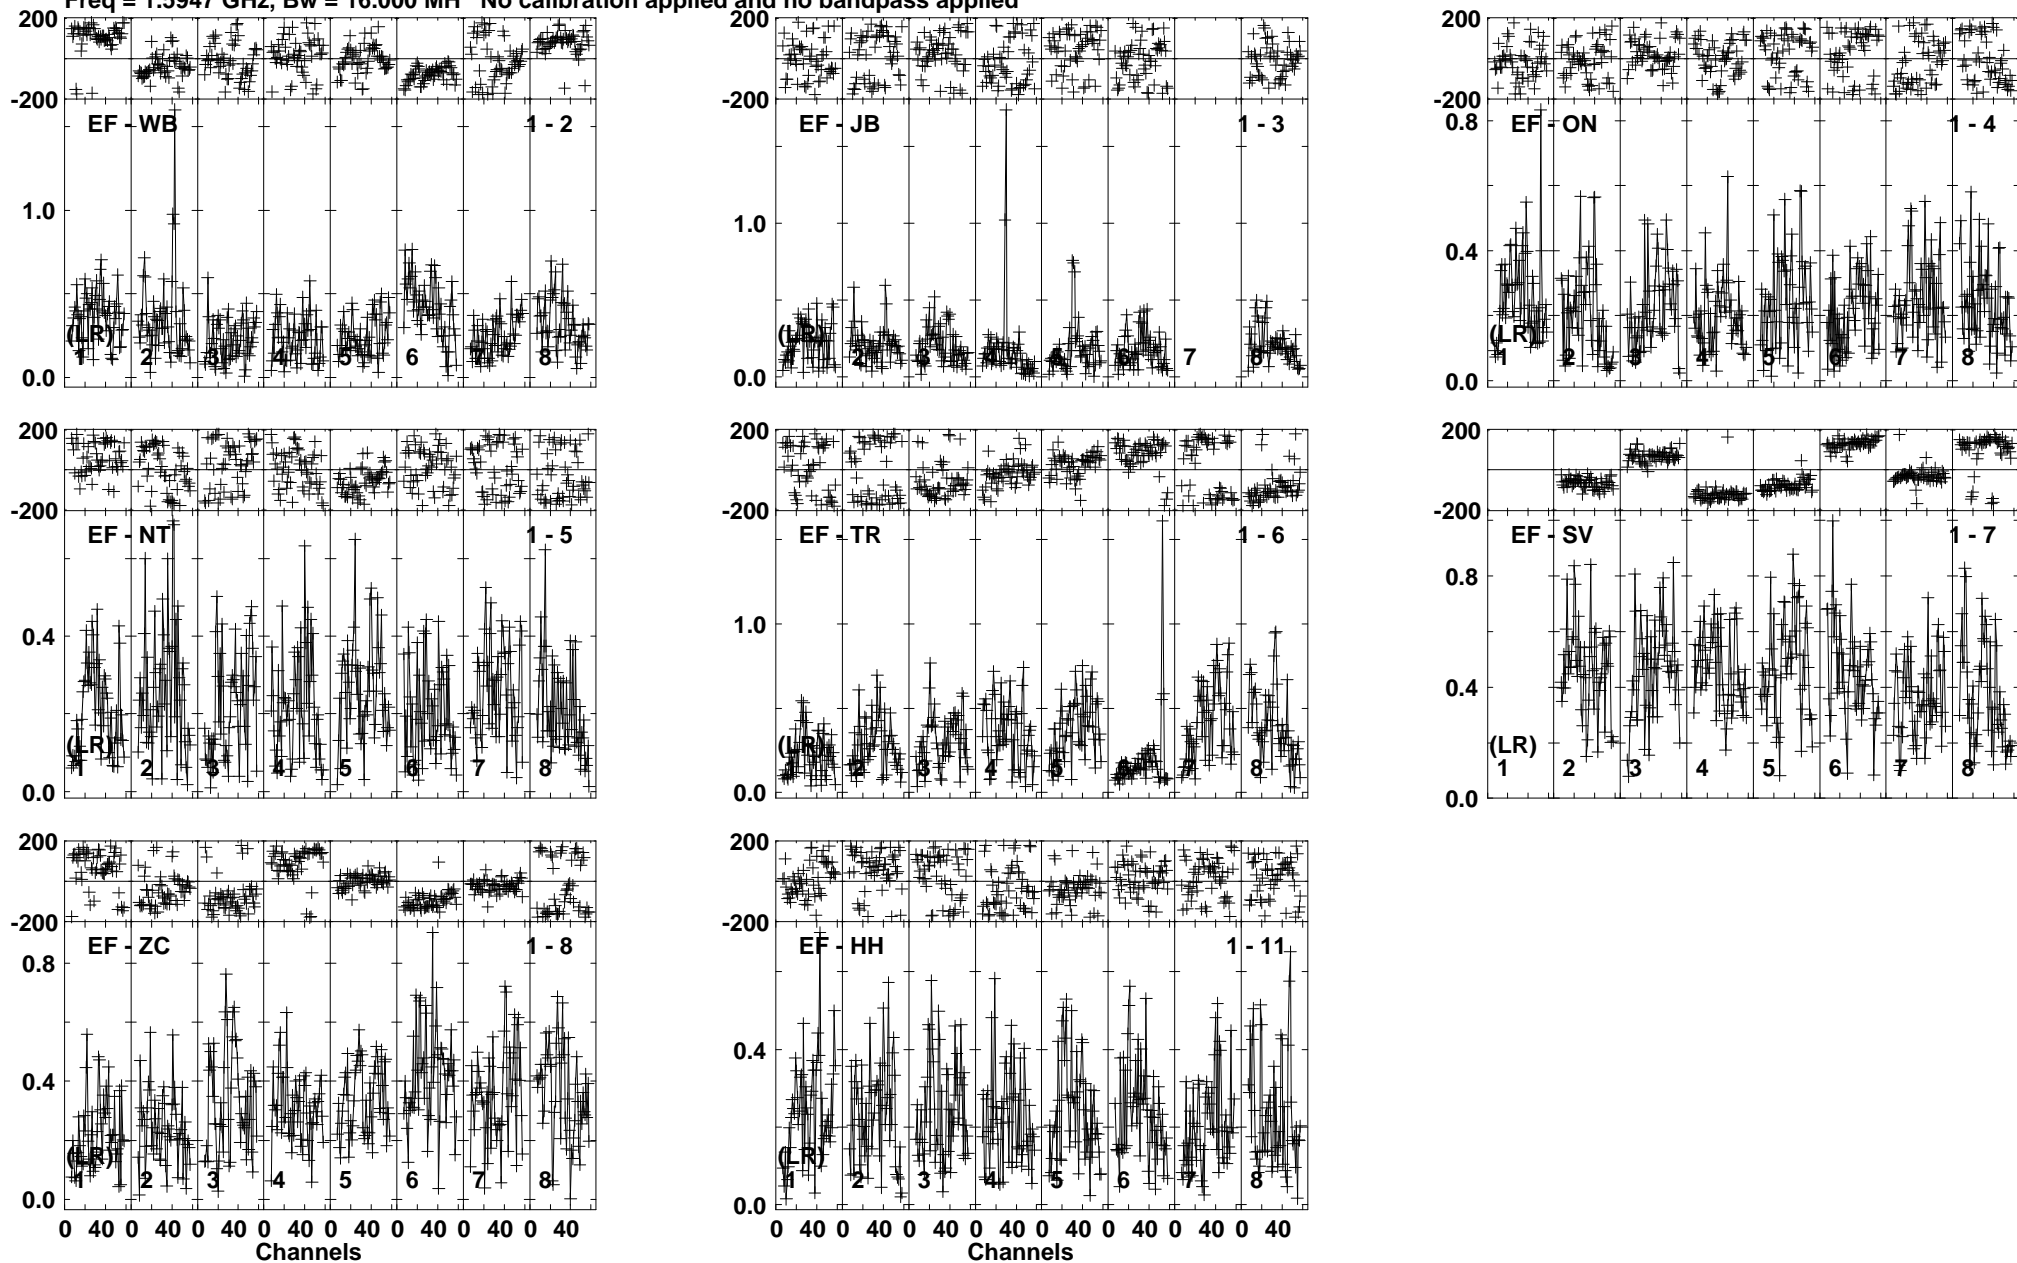 Freq = 1.5947 GHz, Bw = 16.000 MH No calibration applied and no bandpass applied
200 200 200
-200 -200 -200
EF - WB 1 - 2 EF - JB 1 - 3 EF - ON 1 - 4
0.8
1.0 1.0
0.4
(LR) (LR) (LR)
1 2 3 4 5 6 7 8 1 2 3 4 5 6 7 8 1 2 3 4 5 6 7 8
0.0 0.0 0.0
200 200 200
-200 -200 -200
EF - NT 1 - 5 EF - TR 1 - 6 EF - SV 1 - 7
0.8
0.4 1.0
0.4
(LR) (LR) (LR)
1 2 3 4 5 6 7 8 1 2 3 4 5 6 7 8 1 2 3 4 5 6 7 8
0.0 0.0 0.0
200 200
-200 -200
EF - ZC 1 - 8 EF - HH 1 - 11
0.8
0.4 0.4
(LR) (LR)
1 2 3 4 5 6 7 8 1 2 3 4 5 6 7 8
0.0 0.0
0 40 0 40 0 40 0 40 0 40 0 40 0 40 0 40 0 40 0 40 0 40 0 40 0 40 0 40 0 40 0 40
Channels Channels